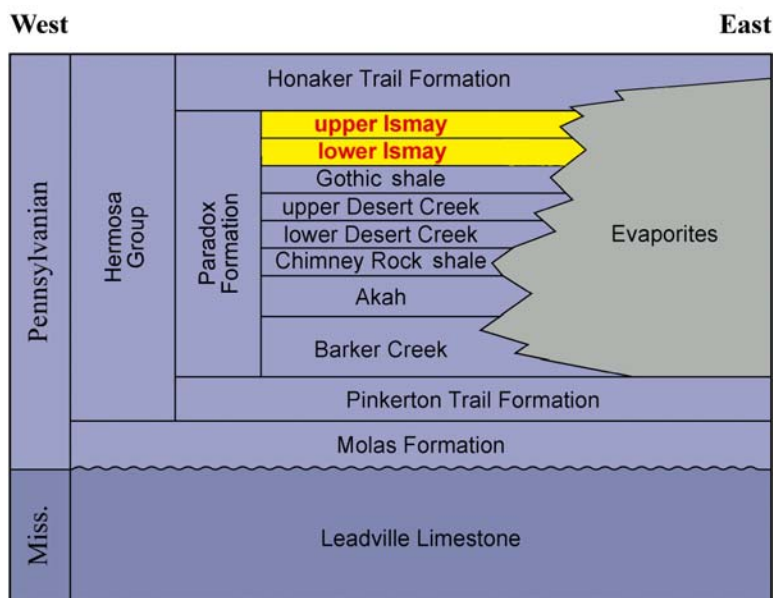 West
East
Honaker Trail Formation
upper Ismay
lower Ismay
Gothic shale
upper Desert Creek
lower Desert Creek
Chimney Rock shale
Akah
Barker Creek
Evaporites
Pinkerton Trail Formation
Molas Formation
Leadville Limestone
Pennsylvanian
Hermosa
Group
Paradox
Formation
Miss.